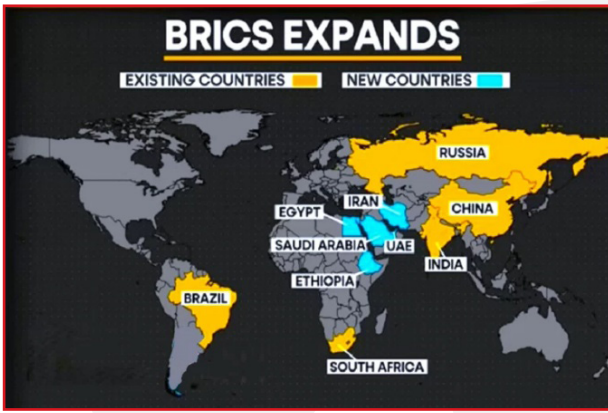 BRICS EXPANDS
EXISTING COUNTRIES
NEW COUNTRIES
RUSSIA
IRAN
CHINA
EGYPT
SAUDI ARABIA
UAE
INDIA
ETHIOPIA
BRAZIL
SOUTH AFRICA